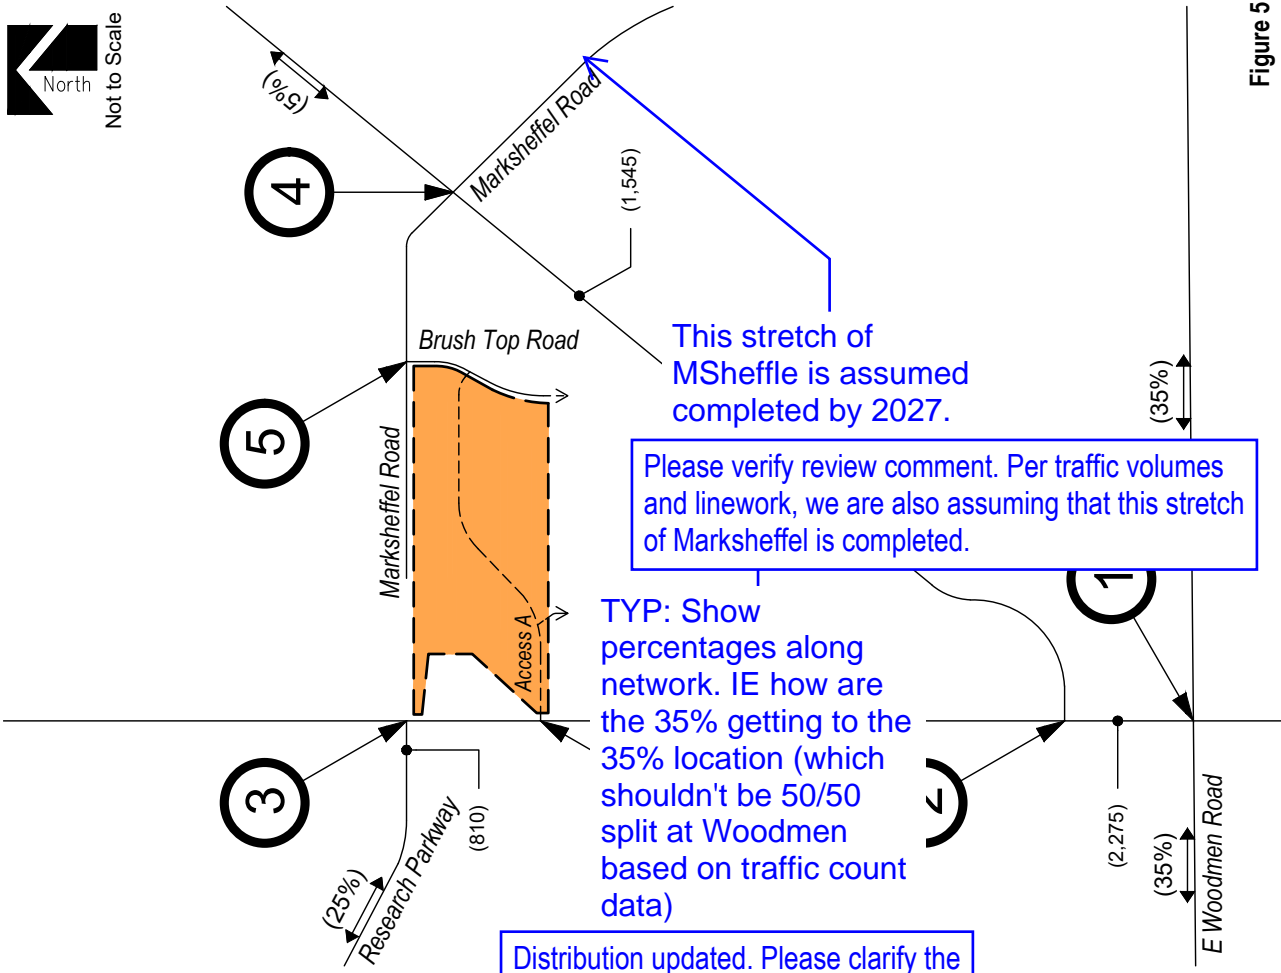 North
Not to Scale
Figure 5
(5%)
4
Marksheffel Road
(1,545)
This stretch of
MSheffle is assumed
completed by 2027.
Brush Top Road
5
Marksheffel Road
(35%)
Please verify review comment. Per traffic volumes
and linework, we are also assuming that this stretch
of Marksheffel is completed.
1
TYP: Show
percentages along
network. IE how are
the 35% getting to the
35% location (which
shouldn't be 50/50
split at Woodmen
based on traffic count
data)
Access A
3
2
(810)
(2,275)
(25%)
Research Parkway
(35%)
E Woodmen Road
Distribution updated. Please clarify the